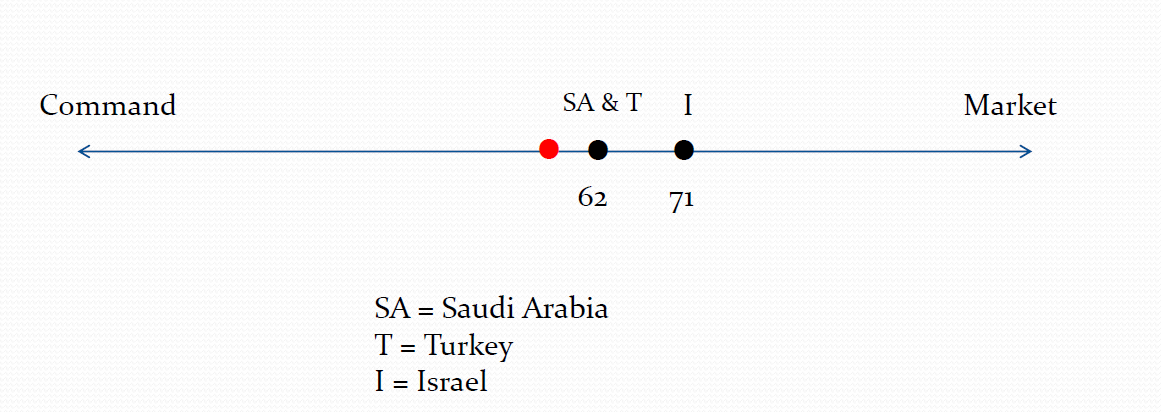 Command
SA & T
I
Market
62
71
SA = Saudi Arabia
T = Turkey
I = Israel